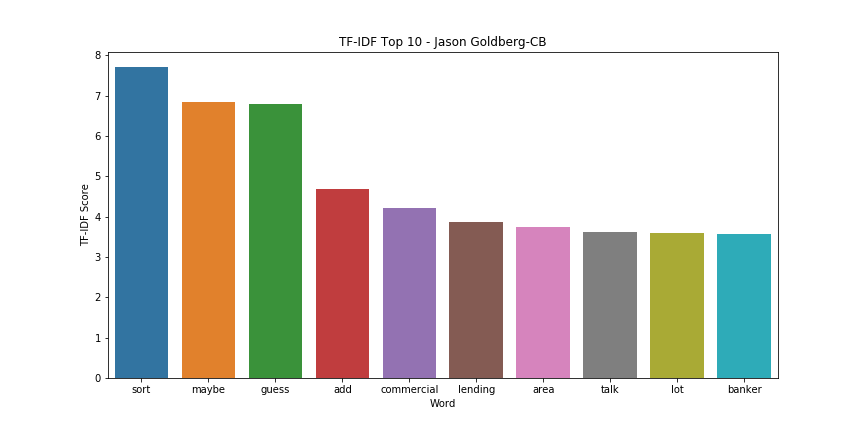 TF-IDF Top 10 - Jason Goldberg-CB
8
7
6
5
4
3
2
1
0
TF-IDF Score
sort maybe guess add commercial lending area talk lot banker
Word